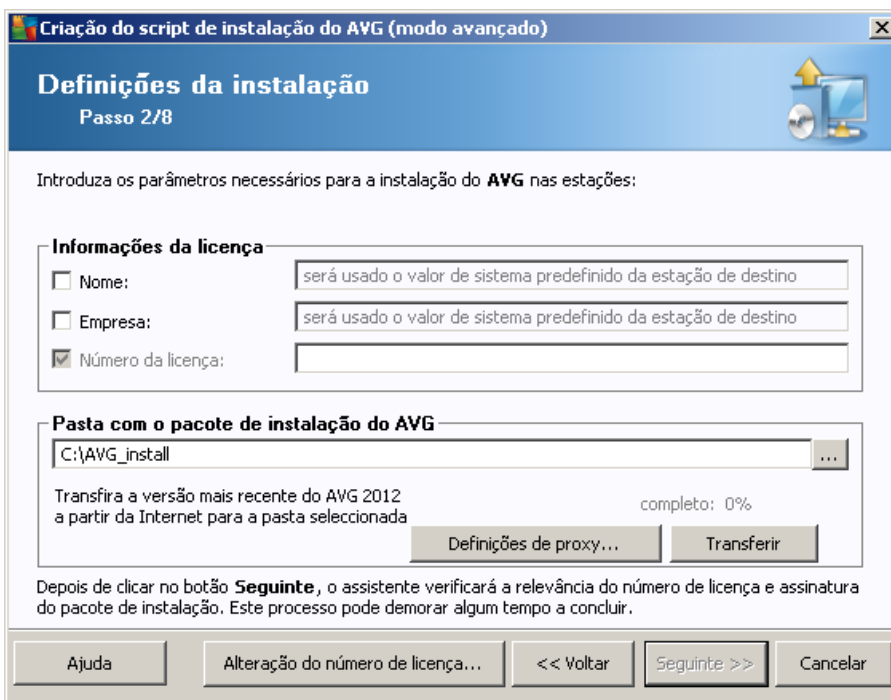 Criação do script de instalação do AVG (modo avançado)
Definições da instalação
Passo 2/8
Introduza os parâmetros necessários para a instalação do AVG nas estações:
Informações da licença
Nome:
será usado o valor de sistema predefinido da estação de destino
Empresa:
será usado o valor de sistema predefinido da estação de destino
Número da licença:
Pasta com o pacote de instalação do AVG
C:\AVG_install
...
Transfira a versão mais recente do AVG 2012
a partir da Internet para a pasta seleccionada
completo: 0%
Definições de proxy...
Transferir
Depois de clicar no botão Seguinte, o assistente verificará a relevância do número de licença e assinatura
do pacote de instalação. Este processo pode demorar algum tempo a concluir.
Ajuda
Alteração do número de licença...
<< Voltar
Seguinte >>
Cancelar